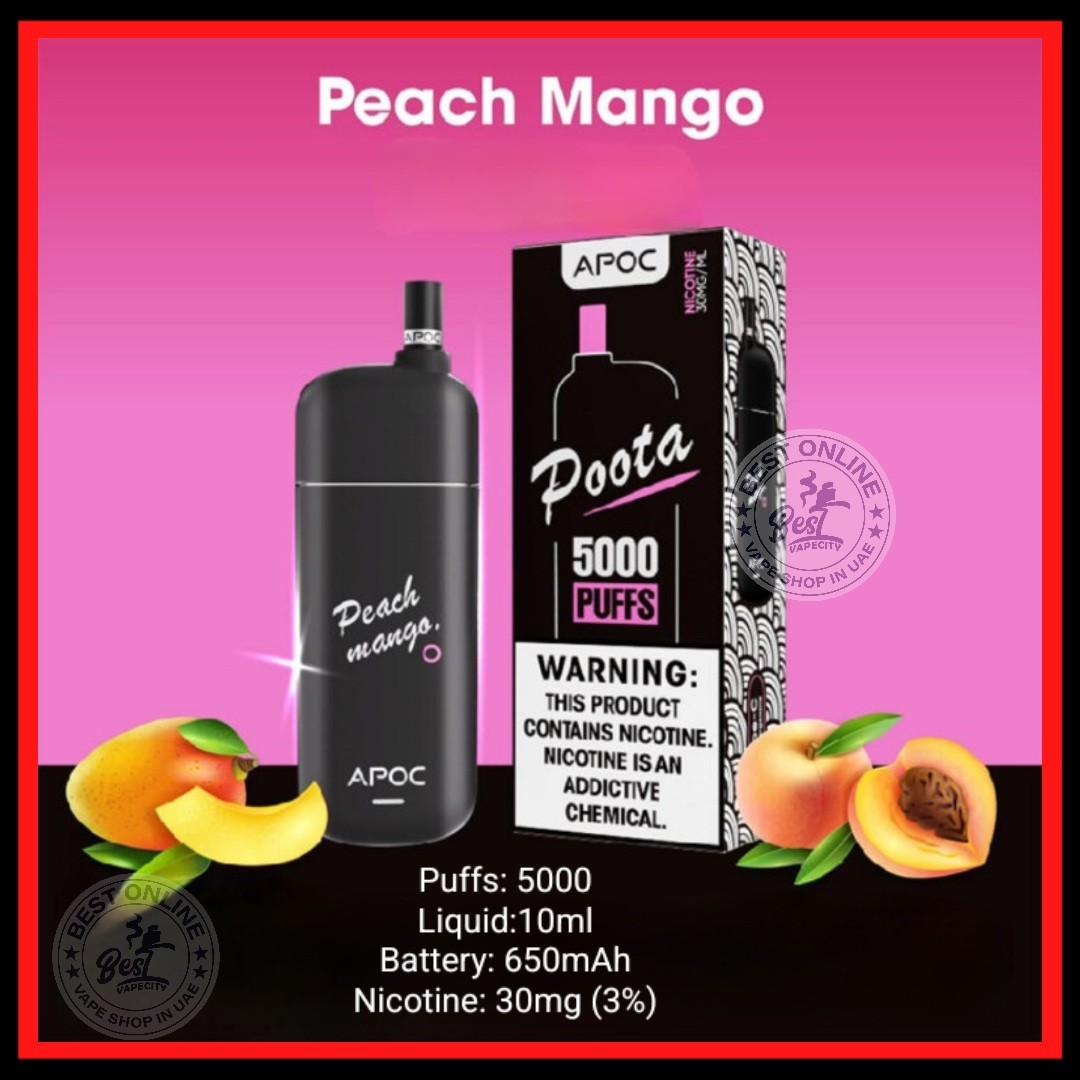 Peach Mango
APOC
NICOTINE
30MG/ML
APOC
Poota
5000
PUFFS
Peach
mango.
APOC
WARNING:
THIS PRODUCT
CONTAINS NICOTINE.
NICOTINE IS AN
ADDICTIVE
CHEMICAL.
BEST ONLINE
Best
VAPECITY
VAPE SHOP IN UAE
Puffs: 5000
Liquid:10ml
Battery: 650mAh
Nicotine: 30mg (3%)
BEST ONLINE
Best
VAPECITY
VAPE SHOP IN UAE